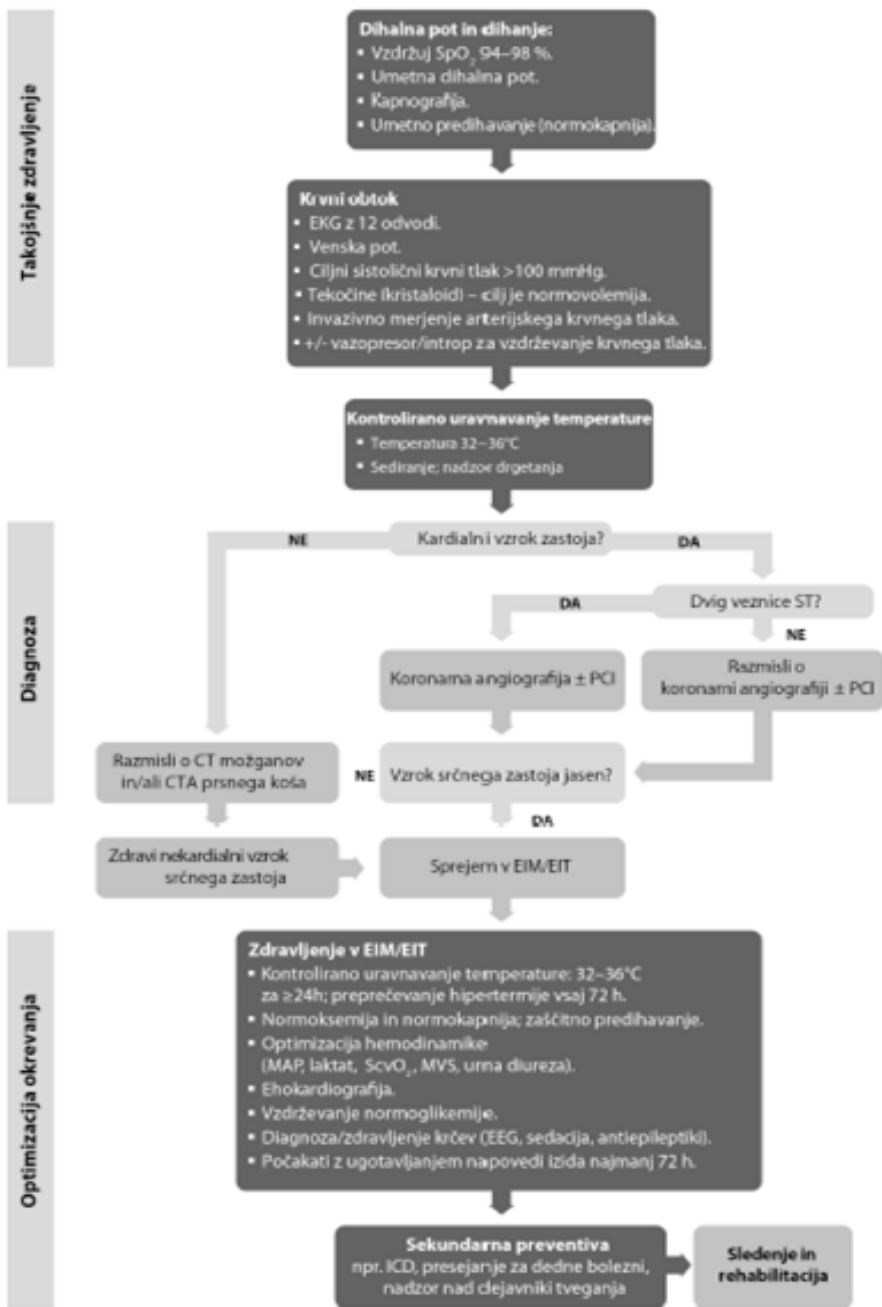 Takojšnje zdravljenje
Dihalna pot in dihanje:
▪ Vzdržuj SpO₂ 94–98 %.
▪ Umetna dihalna pot.
▪ Kapnografija.
▪ Umetno predihavanje (normokapnija).
Krvni obtok
▪ EKG z 12 odvodi.
▪ Venska pot.
▪ Ciljni sistolični krvni tlak >100 mmHg.
▪ Tekočine (kristaloid) – cilj je normovolemija.
▪ Invazivno merjenje arterijskega krvnega tlaka.
▪ +/- vazopresor/introp za vzdrževanje krvnega tlaka.
Kontrolirano uravnavanje temperature
▪ Temperatura 32–36°C
▪ Sediranje; nadzor drgetanja
Diagnoza
NE
Kardialni vzrok zastoja?
DA
DA
Dvig veznice ST?
NE
Koronarna angiografija ± PCI
Razmisli o
koronarni angiografiji ± PCI
Razmisli o CT možganov
in/ali CTA prsnega koša
NE
Vzrok srčnega zastoja jasen?
DA
Zdravi nekardialni vzrok
srčnega zastoja
Sprejem v EIM/EIT
Optimizacija okrevanja
Zdravljenje v EIM/EIT
▪ Kontrolirano uravnavanje temperature: 32–36°C
za ≥24h; preprečevanje hipertermije vsaj 72 h.
▪ Normoksemija in normokapnija; zaščitno predihavanje.
▪ Optimizacija hemodinamike
(MAP, laktat, ScvO₂, MVS, urna diureza).
▪ Ehokardiografija.
▪ Vzdrževanje normoglikemije.
▪ Diagnoza/zdravljenje krčev (EEG, sedacija, antiepileptiki).
▪ Počakati z ugotavljanjem napovedi izida najmanj 72 h.
Sekundarna preventiva
npr. ICD, presejanje za dedne bolezni,
nadzor nad dejavniki tveganja
Sledenje in
rehabilitacija